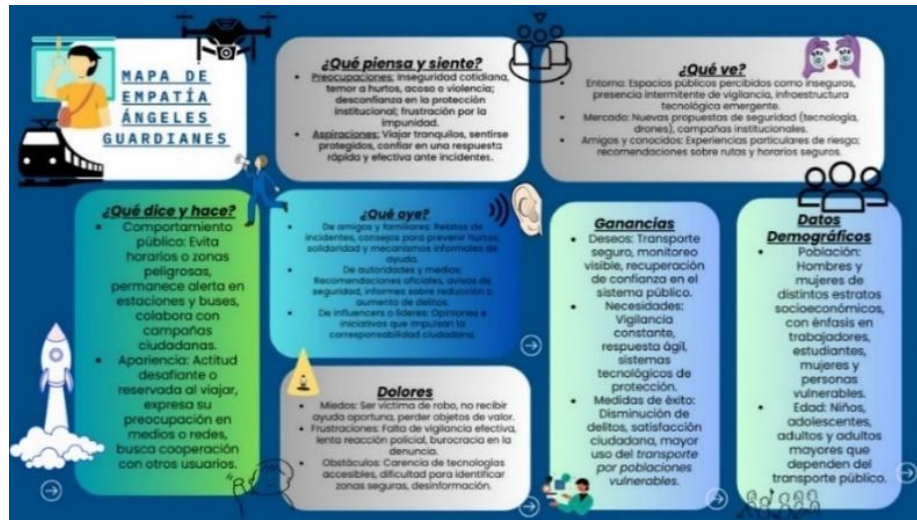 MAPA DE
EMPATÍA
ÁNGELES
GUARDIANES
¿Qué piensa y siente?
Preocupaciones: Inseguridad cotidiana,
temor a hurtos, acoso o violencia;
desconfianza en la protección
institucional; frustración por la
impunidad.
Aspiraciones: Viajar tranquilos, sentirse
protegidos, confiar en una respuesta
rápida y efectiva ante incidentes.
¿Qué ve?
Entorno: Espacios públicos percibidos como inseguros,
presencia intermitente de vigilancia, infraestructura
tecnológica emergente.
Mercado: Nuevas propuestas de seguridad (tecnología,
drones), campañas institucionales.
Amigos y conocidos: Experiencias particulares de riesgo;
recomendaciones sobre rutas y horarios seguros.
¿Qué dice y hace?
Comportamiento
público: Evita
horarios o zonas
peligrosas,
permanece alerta en
estaciones y buses,
colabora con
campañas
ciudadanas.
Apariencia: Actitud
desafiante o
reservada al viajar,
expresa su
preocupación en
medios o redes,
busca cooperación
con otros usuarios.
¿Qué oye?
De amigos y familiares: Relatos de
incidentes, consejos para prevenir hurtos,
solidaridad y mecanismos informales de
ayuda.
De autoridades y medios:
Recomendaciones oficiales, avisos de
seguridad, informes sobre reducción o
aumento de delitos.
De influencers o líderes: Opiniones e
iniciativas que impulsan la
corresponsabilidad ciudadana.
Dolores
Miedos: Ser víctima de robo, no recibir
ayuda oportuna, perder objetos de valor.
Frustraciones: Falta de vigilancia efectiva,
lenta reacción policial, burocracia en la
denuncia.
Obstáculos: Carencia de tecnologías
accesibles, dificultad para identificar
zonas seguras, desinformación.
Ganancias
Deseos: Transporte
seguro, monitoreo
visible, recuperación
de confianza en el
sistema público.
Necesidades:
Vigilancia
constante,
respuesta ágil,
sistemas
tecnológicos de
protección.
Medidas de éxito:
Disminución de
delitos, satisfacción
ciudadana, mayor
uso del transporte
por poblaciones
vulnerables.
Datos
Demográficos
Población:
Hombres y
mujeres de
distintos estratos
socioeconómicos,
con énfasis en
trabajadores,
estudiantes,
mujeres y
personas
vulnerables.
Edad: Niños,
adolescentes,
adultos y adultos
mayores que
dependen del
transporte público.